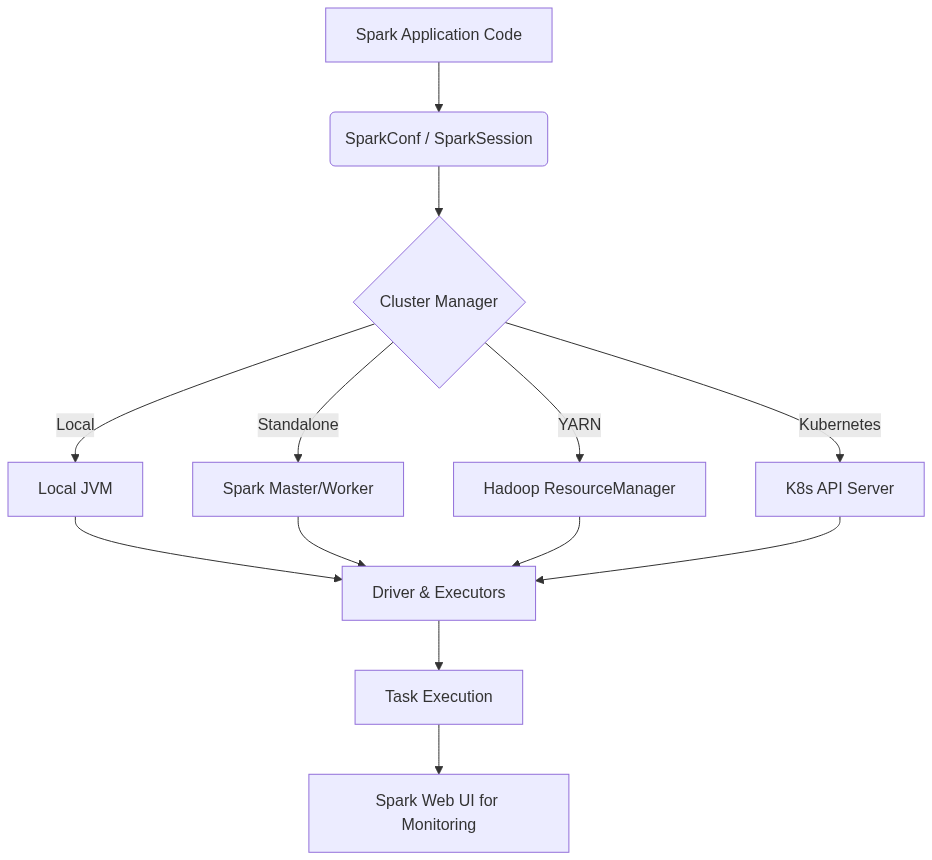 Spark Application Code
SparkConf / SparkSession
Cluster Manager
Local
Standalone
YARN
Kubernetes
Local JVM
Spark Master/Worker
Hadoop ResourceManager
K8s API Server
Driver & Executors
Task Execution
Spark Web UI for
Monitoring